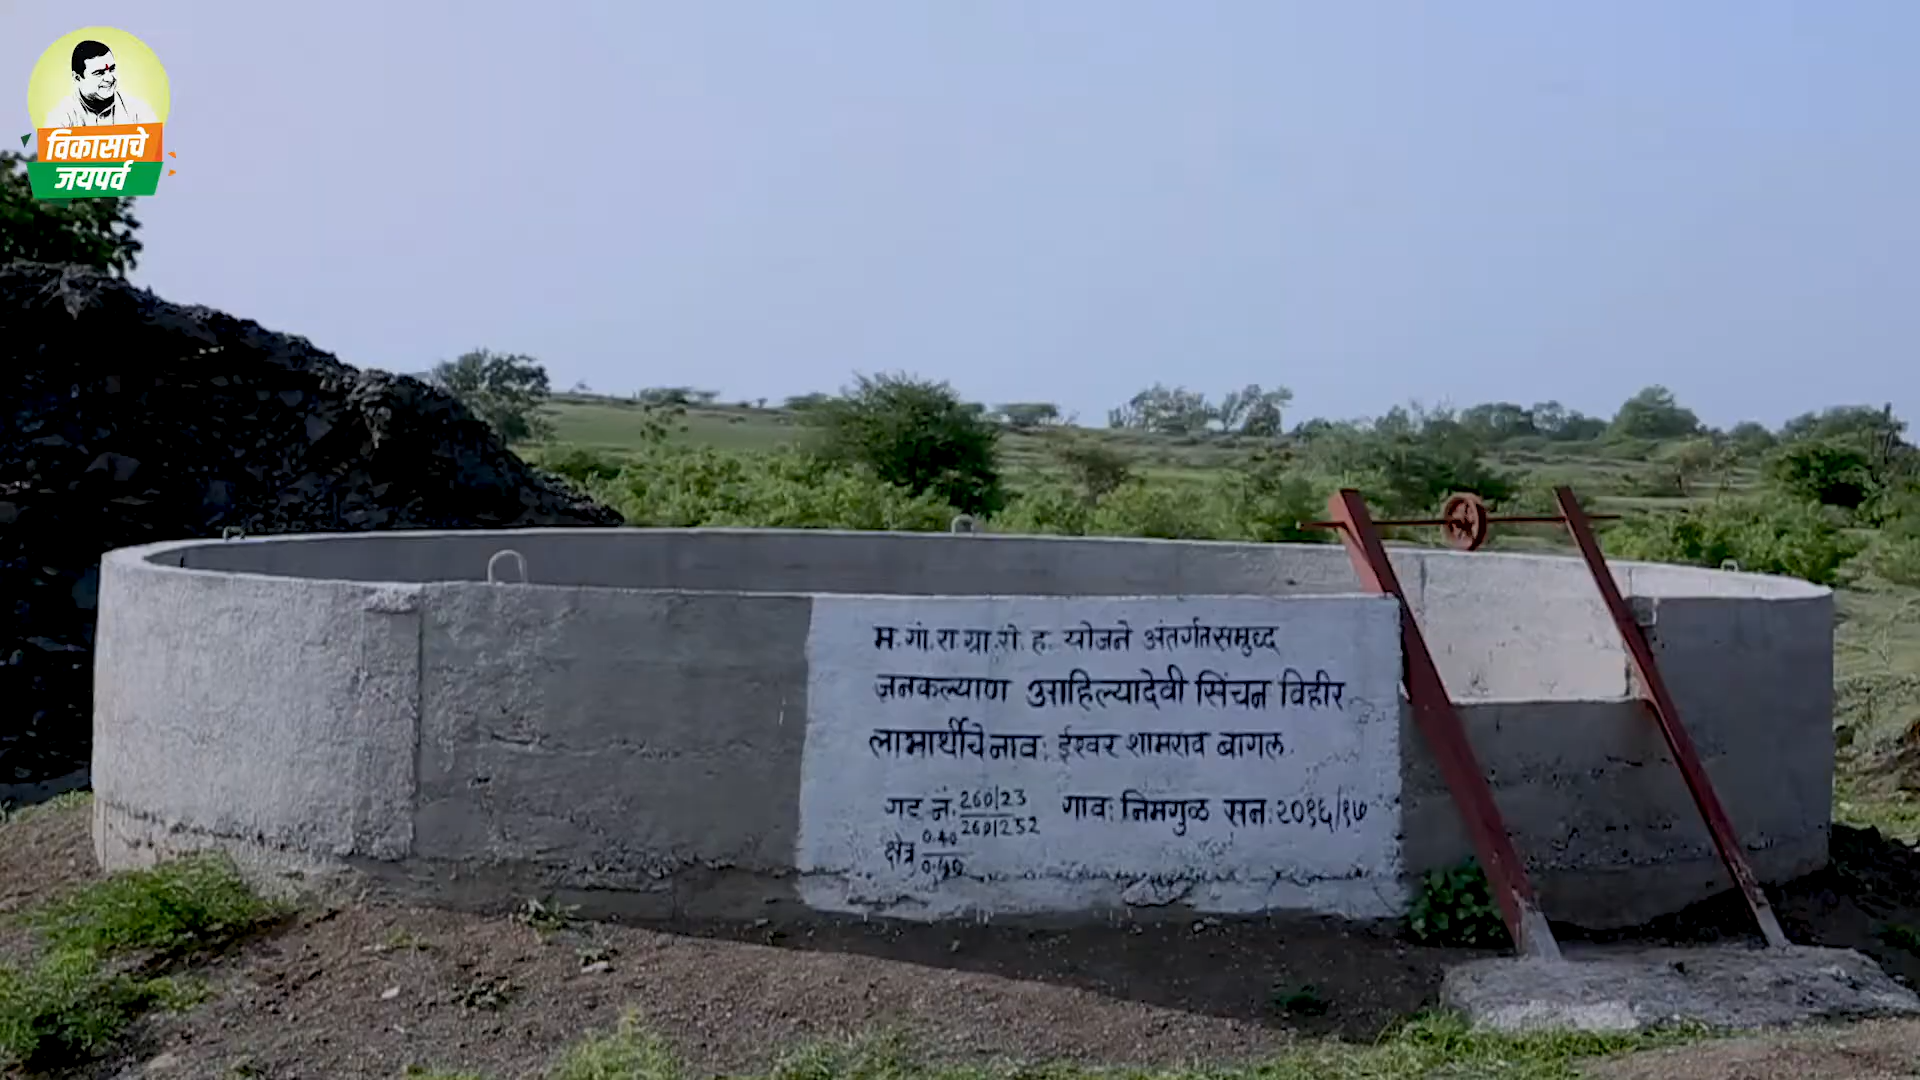 विकासाचे
जयपर्व
म. गां. रा. ग्रा. रो. ह. योजने अंतर्गत समृध्द
जनकल्याण आहिल्यादेवी सिंचन विहीर
लाभार्थीचे नाव: ईश्वर शामराव बागल.
गट नं. 260/23 गाव: निमगुळ सन: २०१६/१७
260/252
क्षेत्र 0.40
0.40